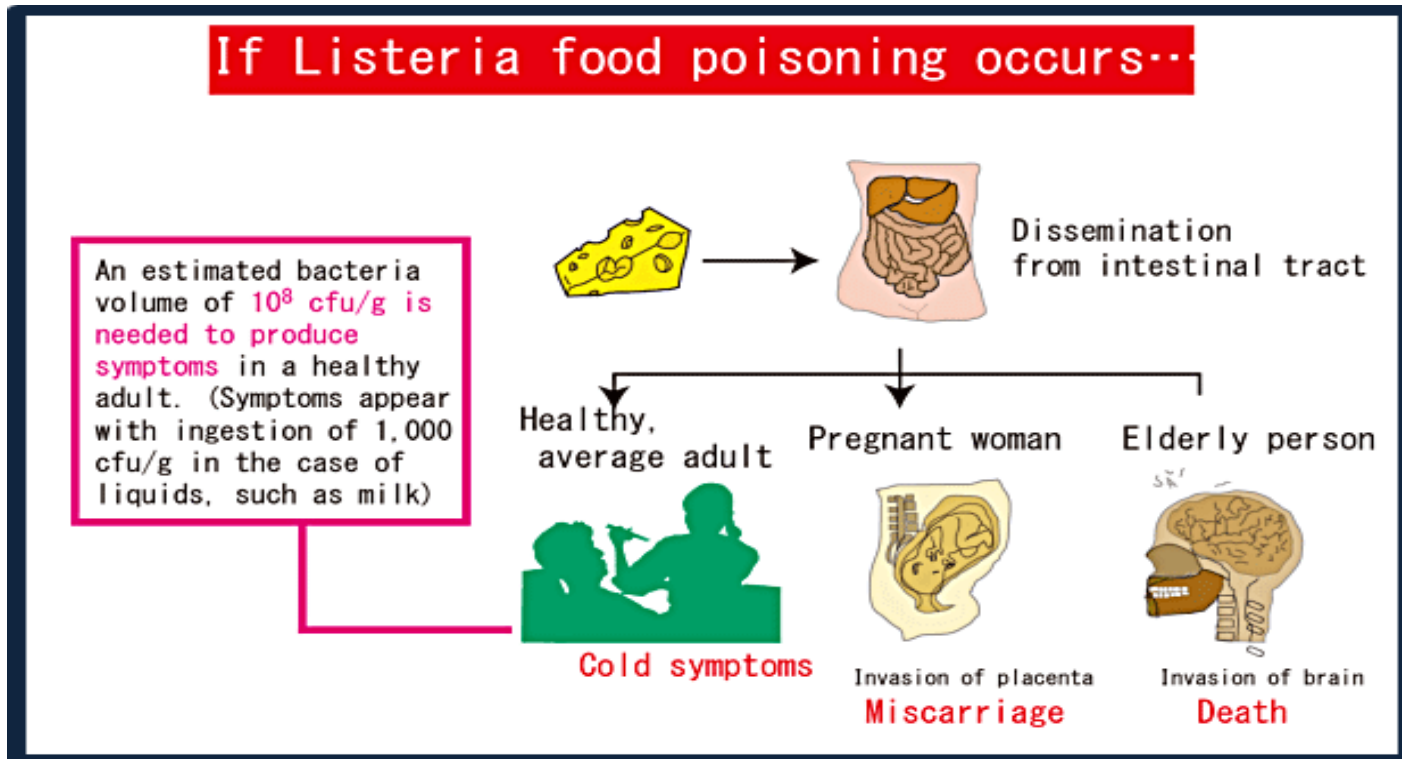 If Listeria food poisoning occurs…
Dissemination
from intestinal tract
An estimated bacteria
volume of 10⁸ cfu/g is
needed to produce
symptoms in a healthy
adult. (Symptoms appear
with ingestion of 1,000
cfu/g in the case of
liquids, such as milk)
Healthy,
average adult
Pregnant woman
Elderly person
Cold symptoms
Invasion of placenta
Miscarriage
Invasion of brain
Death